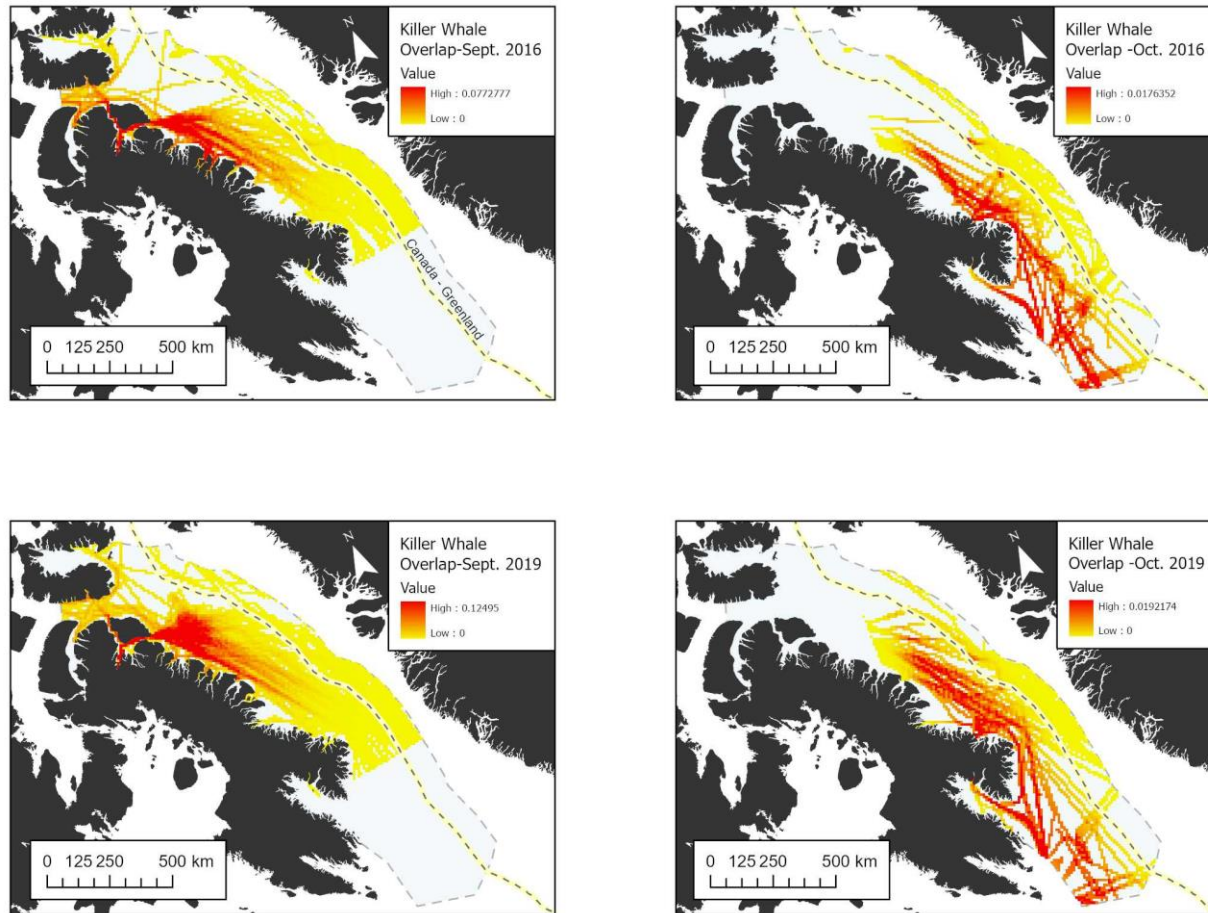 Killer Whale
Overlap-Sept. 2016
Value
High : 0.0772777
Low : 0
N
Canada - Greenland
0 125 250 500 km
Killer Whale
Overlap -Oct. 2016
Value
High : 0.0176352
Low : 0
N
0 125 250 500 km
Killer Whale
Overlap-Sept. 2019
Value
High : 0.12495
Low : 0
N
0 125 250 500 km
Killer Whale
Overlap -Oct. 2019
Value
High : 0.0192174
Low : 0
N
0 125 250 500 km